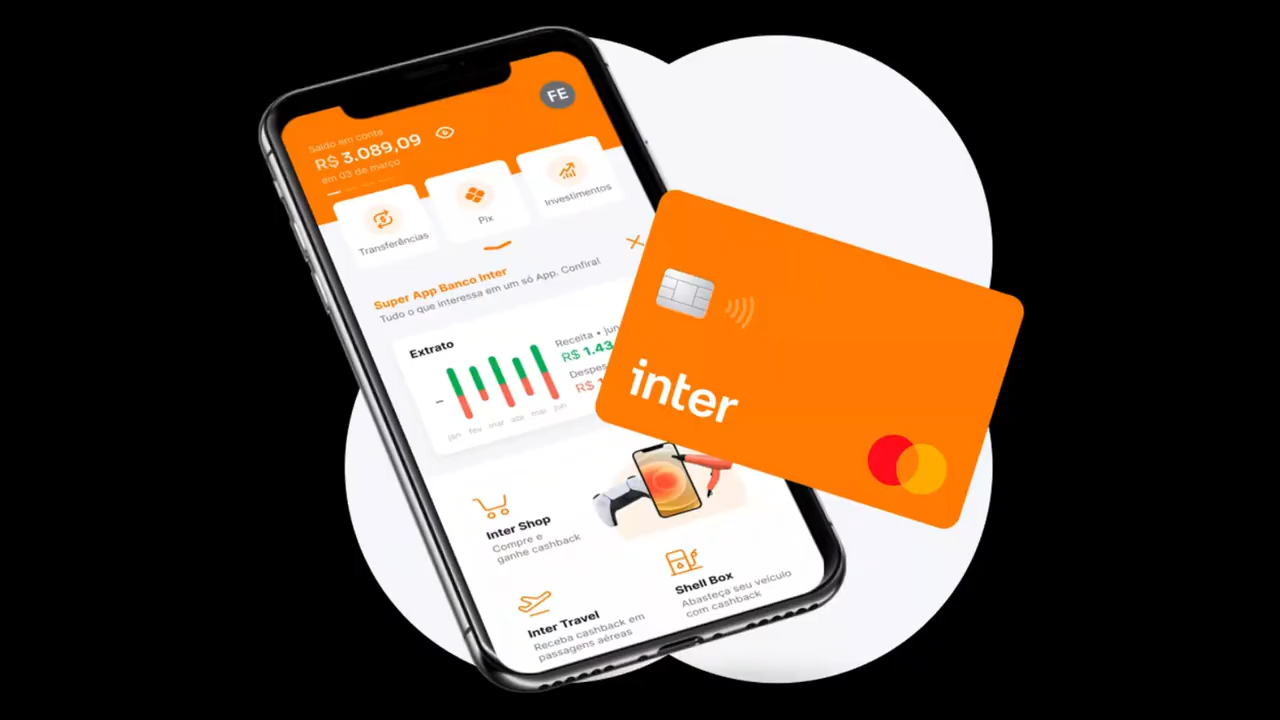 FE
Saldo em conta
R$ 3.089,09
em 03 de março
Transferências
Pix
Investimentos
Super App Banco Inter
Tudo o que interessa em um só App. Confira!
Extrato
Receita • jun
R$ 1.43
Despes
R$ 1
jan fev mar abr mai jun
inter
Inter Shop
Compre e
ganhe cashback
Shell Box
Abasteça seu veículo
com cashback
Inter Travel
Receba cashback em
passagens aéreas